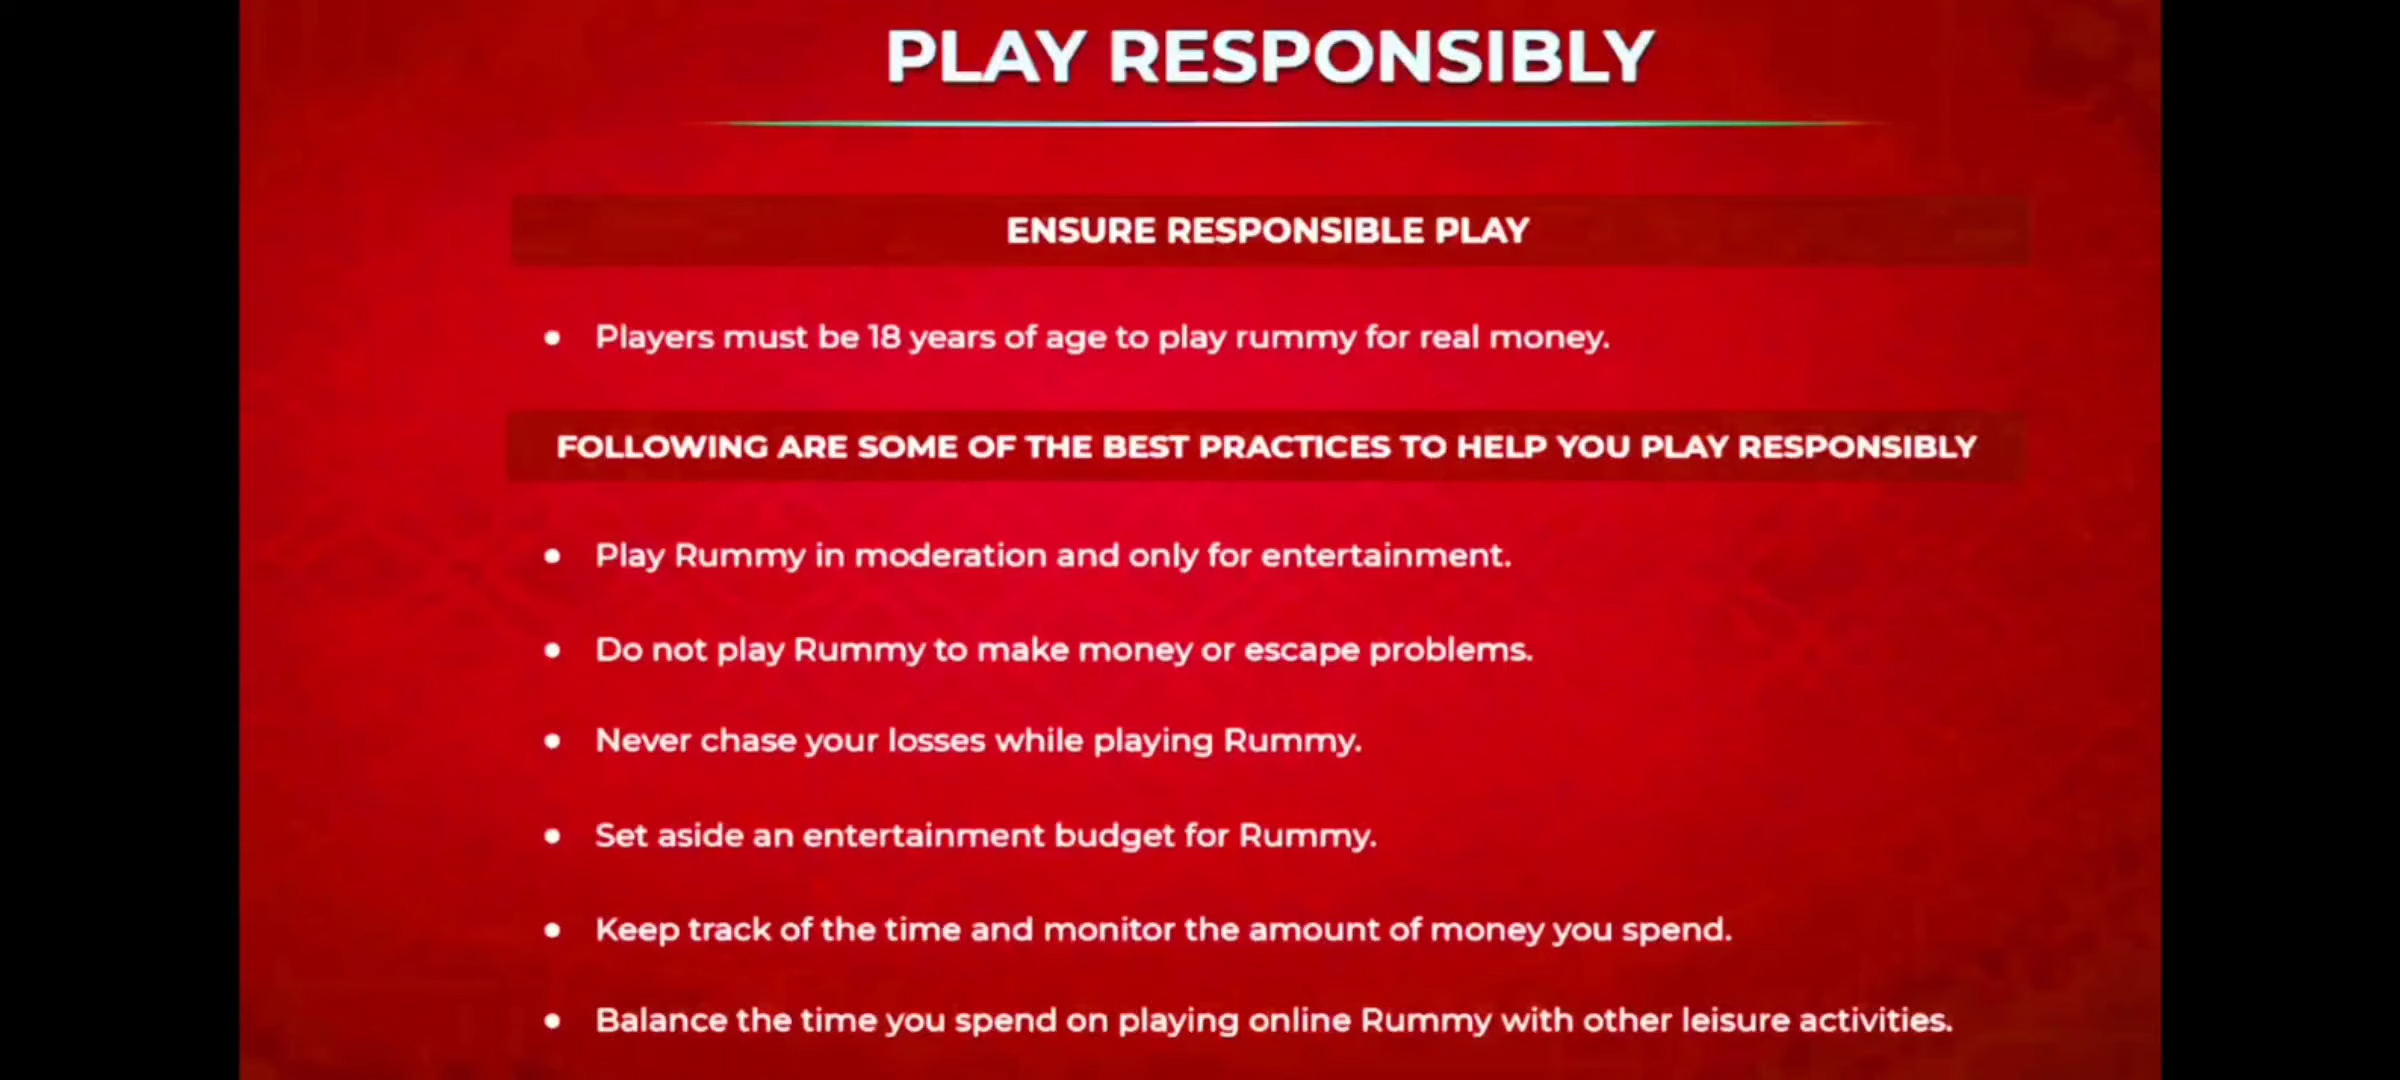 PLAY RESPONSIBLY
ENSURE RESPONSIBLE PLAY
• Players must be 18 years of age to play rummy for real money.
FOLLOWING ARE SOME OF THE BEST PRACTICES TO HELP YOU PLAY RESPONSIBLY
• Play Rummy in moderation and only for entertainment.
• Do not play Rummy to make money or escape problems.
• Never chase your losses while playing Rummy.
• Set aside an entertainment budget for Rummy.
• Keep track of the time and monitor the amount of money you spend.
• Balance the time you spend on playing online Rummy with other leisure activities.